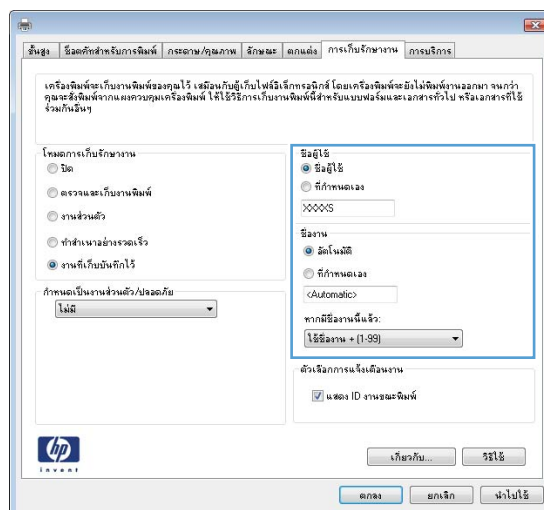 ขั้นสูง ช็อตคัทสำหรับการพิมพ์ กระดาษ/คุณภาพ ลักษณะ ตกแต่ง การเก็บรักษางาน การบริการ
เครื่องพิมพ์จะเก็บงานพิมพ์ของคุณไว้ เสมือนกับตู้เก็บไฟล์อิเล็กทรอนิกส์ โดยเครื่องพิมพ์จะยังไม่พิมพ์งานออกมา จนกว่า
คุณจะสั่งพิมพ์จากแผงควบคุมเครื่องพิมพ์ ให้ใช้วิธีการเก็บงานพิมพ์นี้สำหรับแบบฟอร์มและเอกสารทั่วไป หรือเอกสารที่ใช้
ร่วมกันอื่นๆ
โหมดการเก็บรักษางาน
ปิด
ตรวจและเก็บงานพิมพ์
งานส่วนตัว
ทำสำเนาอย่างรวดเร็ว
งานที่เก็บบันทึกไว้
กำหนดเป็นงานส่วนตัว/ปลอดภัย
ไม่มี
ชื่อผู้ใช้
ชื่อผู้ใช้
ที่กำหนดเอง
XXXXS
ชื่องาน
อัตโนมัติ
ที่กำหนดเอง
<Automatic>
หากมีชื่องานนี้แล้ว:
ใช้ชื่องาน + (1-99)
ตัวเลือกการแจ้งเตือนงาน
แสดง ID งานขณะพิมพ์
hp
invent
เกี่ยวกับ... วิธีใช้
ตกลง ยกเลิก นำไปใช้